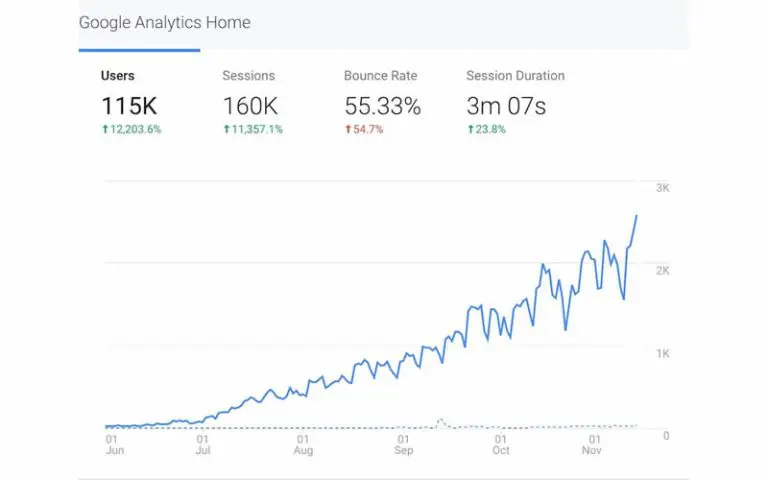 Google Analytics Home
Users Sessions Bounce Rate Session Duration
115K 160K 55.33% 3m 07s
↑12,203.6% ↑11,357.1% ↑54.7% ↑23.8%
3K
2K
1K
0
01 01 01 01 01 01
Jun Jul Aug Sep Oct Nov